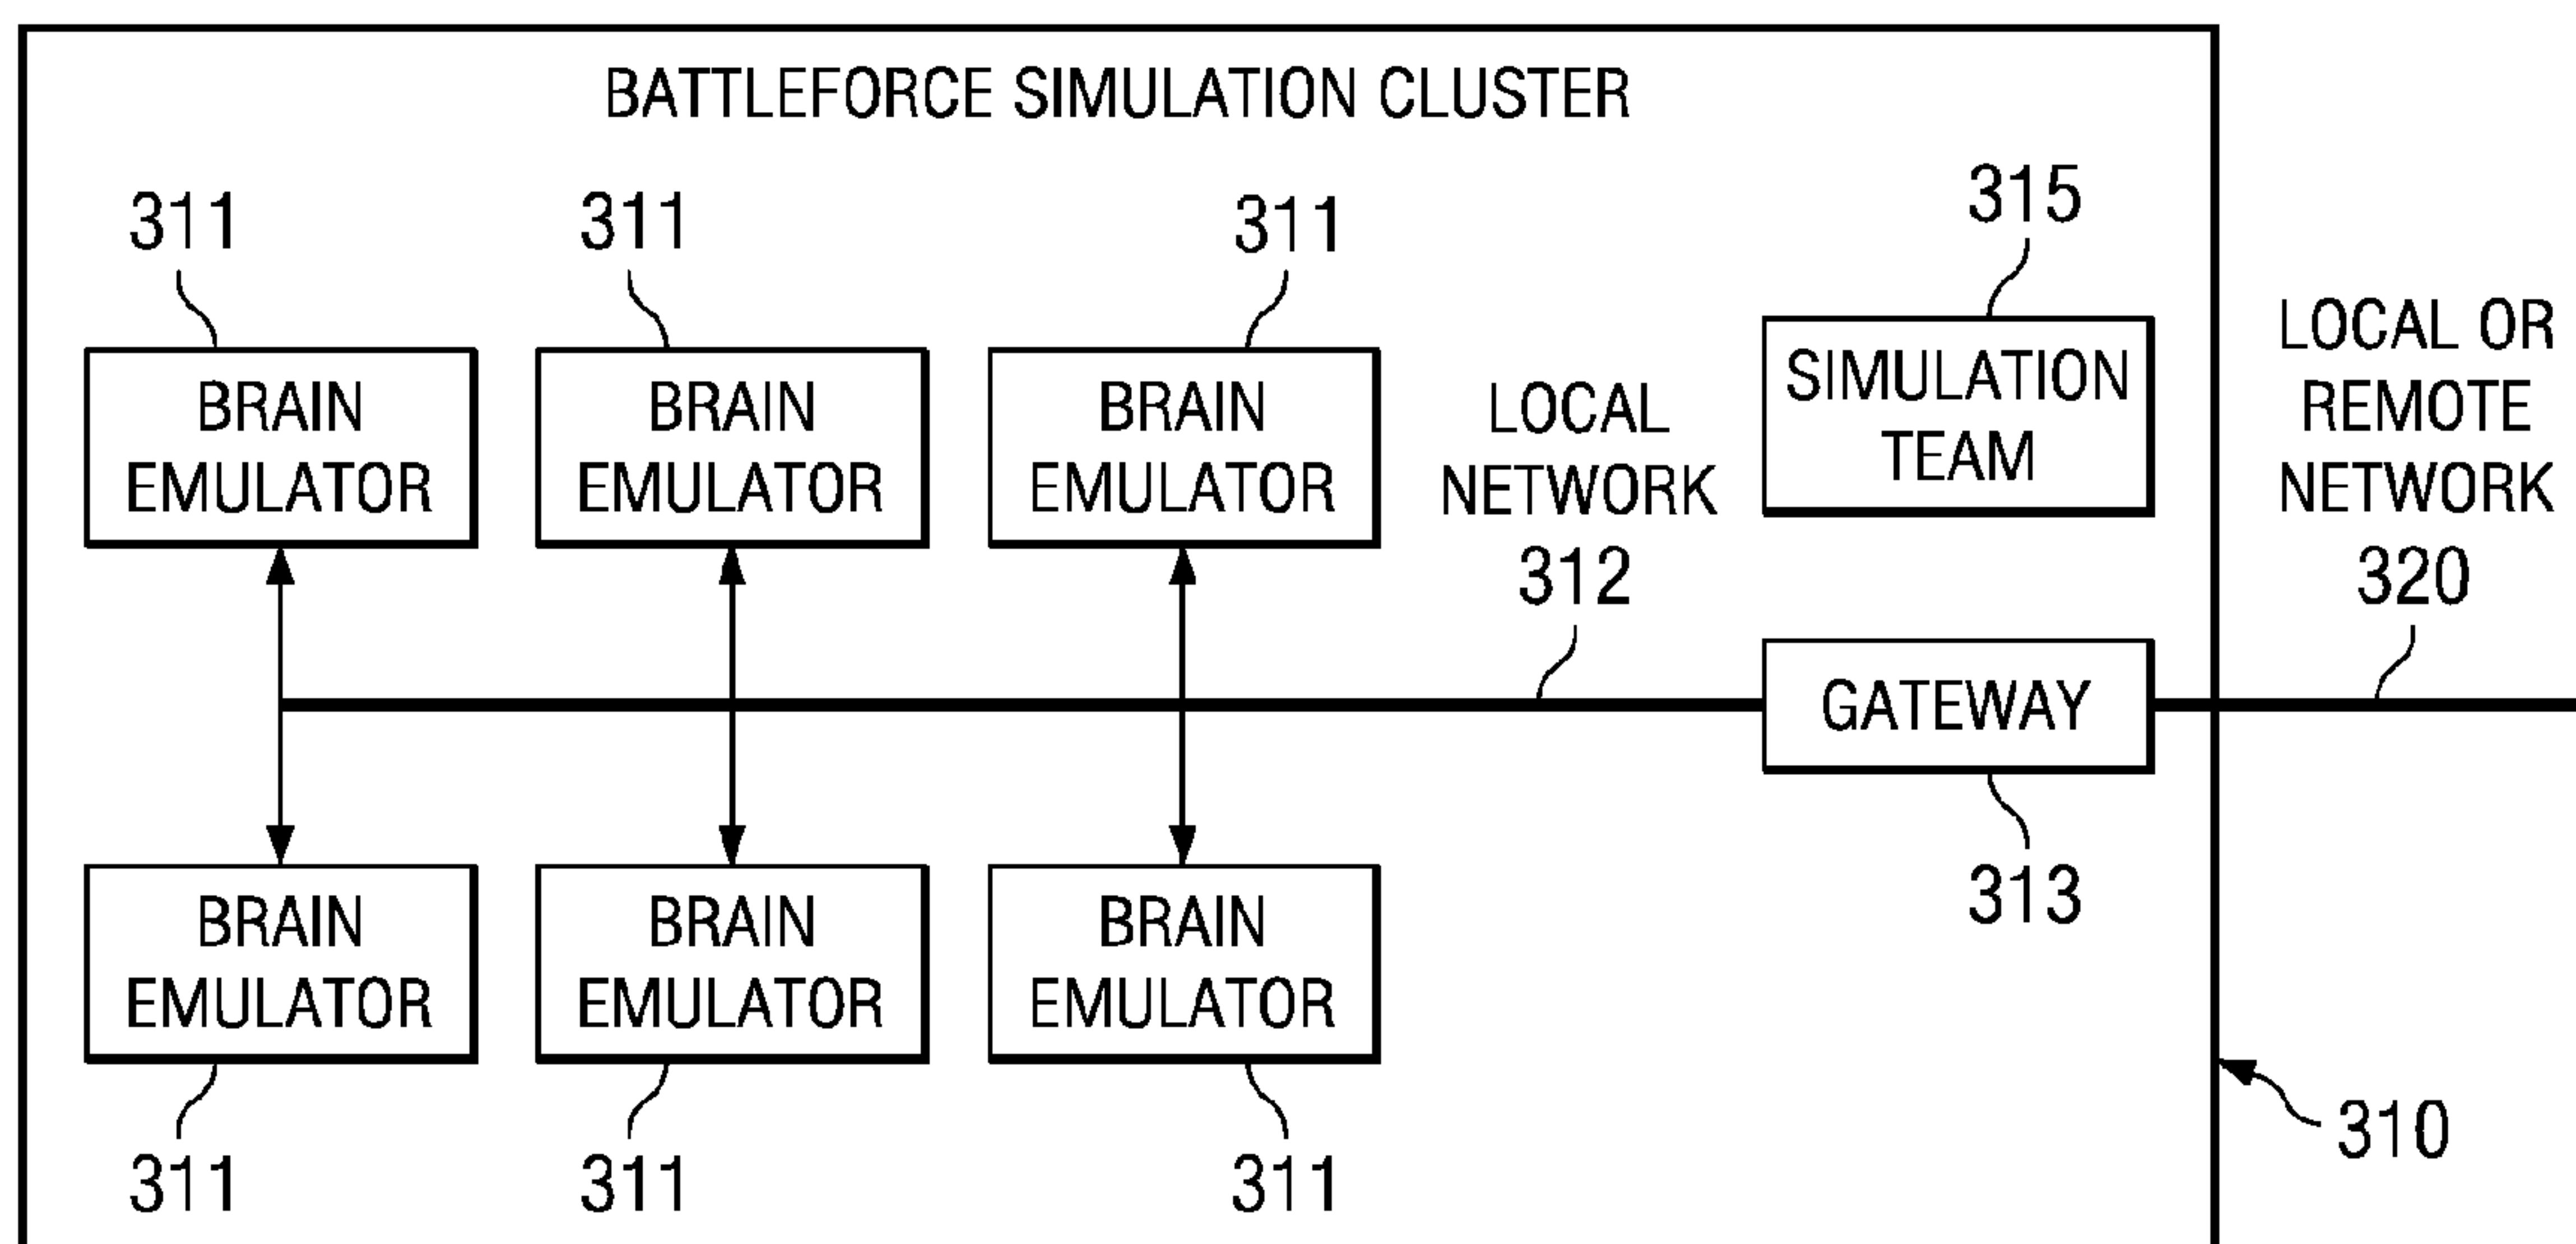 BATTLEFORCE SIMULATION CLUSTER
311
311
311
315
BRAIN
EMULATOR
BRAIN
EMULATOR
BRAIN
EMULATOR
LOCAL
NETWORK
312
SIMULATION
TEAM
LOCAL OR
REMOTE
NETWORK
320
GATEWAY
313
BRAIN
EMULATOR
BRAIN
EMULATOR
BRAIN
EMULATOR
311
311
311
310